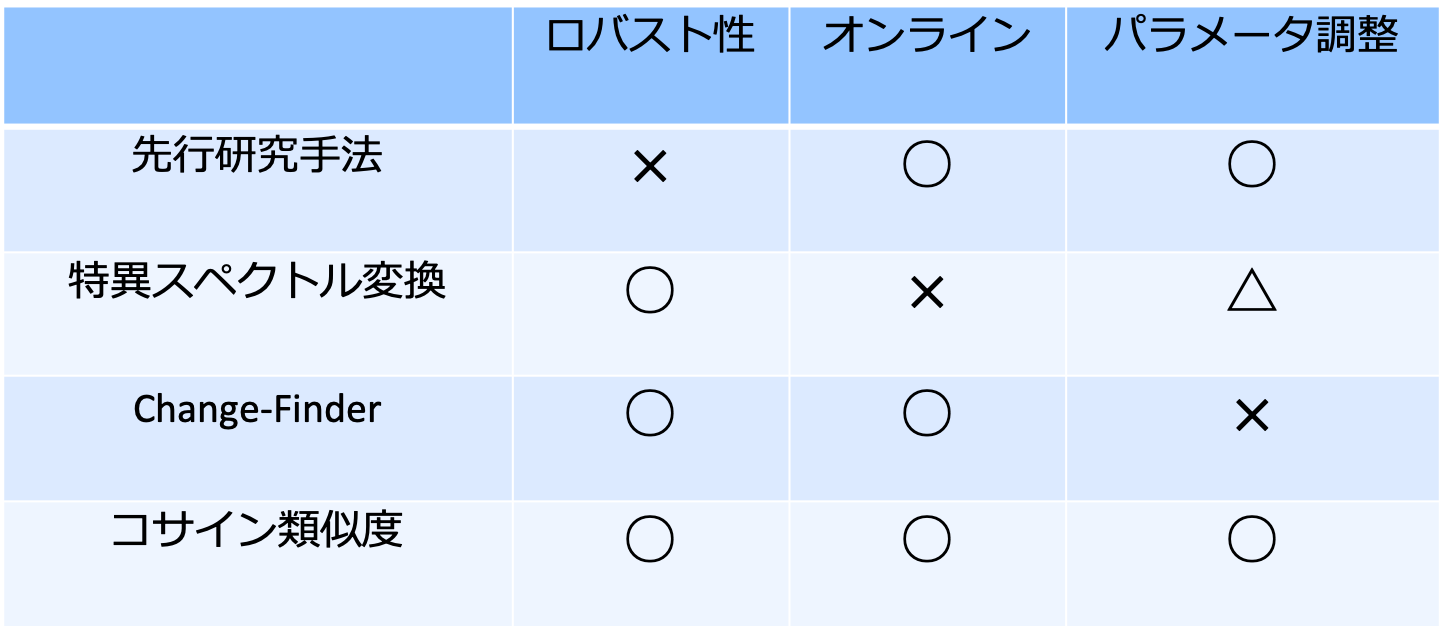 ロバスト性 オンライン パラメータ調整
先行研究手法 × ○ ○
特異スペクトル変換 ○ × △
Change-Finder ○ ○ ×
コサイン類似度 ○ ○ ○